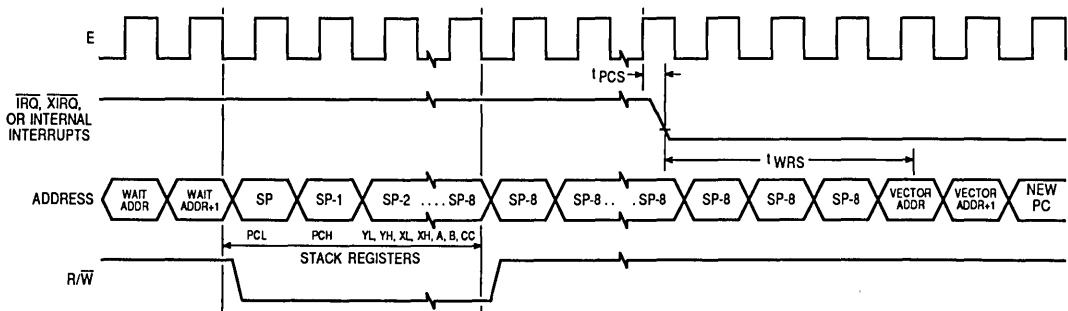 E
t PCS
IRQ, XIRQ,
OR INTERNAL
INTERRUPTS
t WRS
ADDRESS
WAIT ADDR
WAIT ADDR+1
SP
SP-1
SP-2 ....SP-8
SP-8
SP-8.. .SP-8
SP-8
SP-8
SP-8
VECTOR ADDR
VECTOR ADDR+1
NEW PC
PCL
PCH
YL, YH, XL, XH, A, B, CC
STACK REGISTERS
R/W